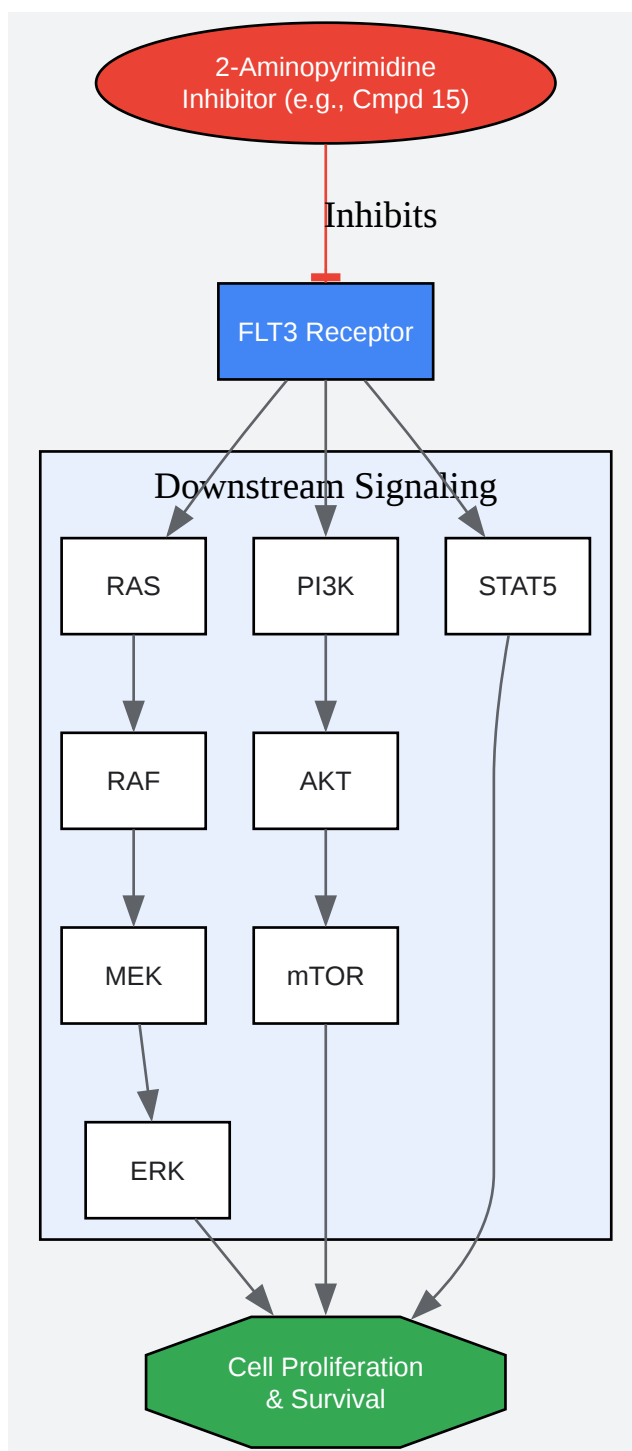 2-Aminopyrimidine
Inhibitor (e.g., Cmpd 15)
Inhibits
FLT3 Receptor
Downstream Signaling
RAS
PI3K
STAT5
RAF
AKT
MEK
mTOR
ERK
Cell Proliferation
& Survival